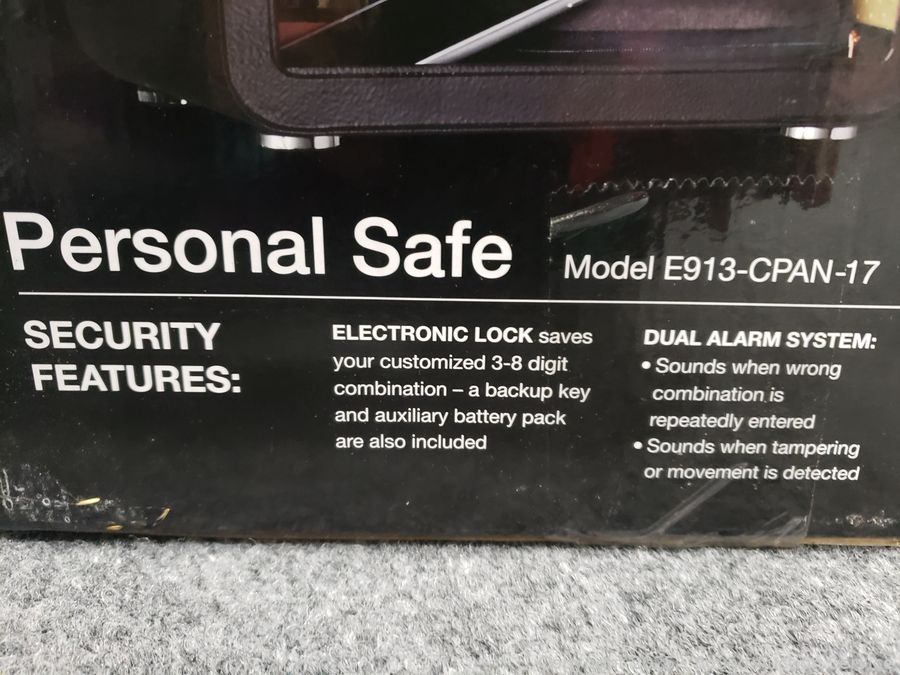 Personal Safe
Model E913-CPAN-17
SECURITY
FEATURES:
ELECTRONIC LOCK saves
your customized 3-8 digit
combination – a backup key
and auxiliary battery pack
are also included
DUAL ALARM SYSTEM:
• Sounds when wrong
combination is
repeatedly entered
• Sounds when tampering
or movement is detected